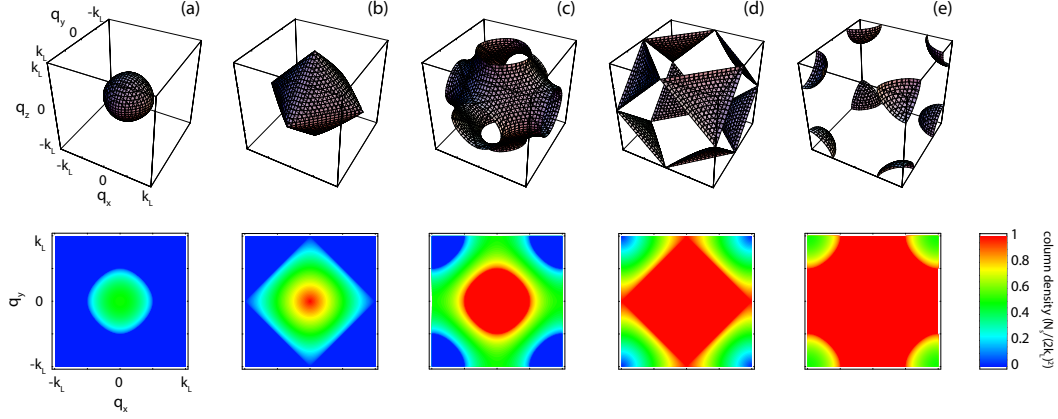 (a)
(b)
(c)
(d)
(e)
q_y
-k_L
0
k_L
k_L
q_z
0
-k_L
-k_L
0
q_x
k_L
k_L
q_y
0
-k_L
-k_L
0
k_L
q_x
1
0.8
0.6
0.4
0.2
0
column density (N_s/(2k_L)^2)